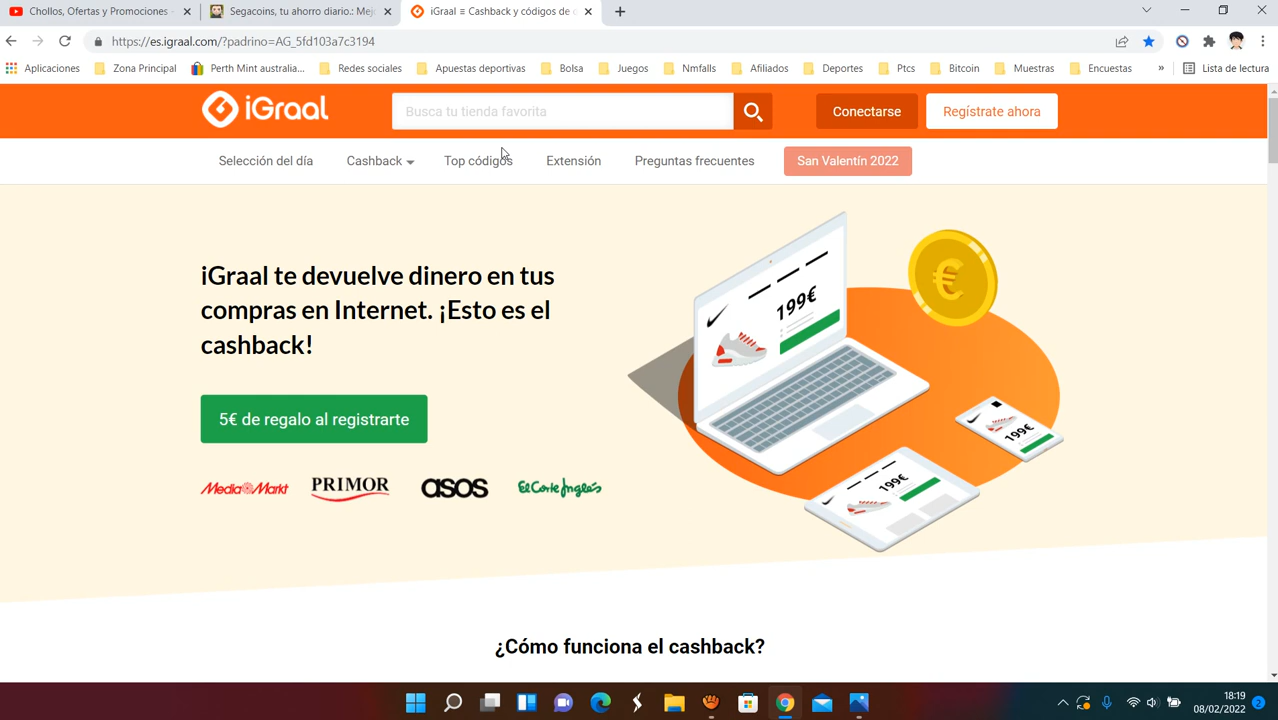 Chollos, Ofertas y Promociones -
Segacoins, tu ahorro diario.: Mej
iGraal ≡ Cashback y códigos de d
https://es.igraal.com/?padrino=AG_5fd103a7c3194
Aplicaciones
Zona Principal
Perth Mint australia...
Redes sociales
Apuestas deportivas
Bolsa
Juegos
Nmfalls
Afiliados
Deportes
Ptcs
Bitcoin
Muestras
Encuestas
»
Lista de lectura
iGraal
Busca tu tienda favorita
Conectarse
Regístrate ahora
Selección del día
Cashback
Top códigos
Extensión
Preguntas frecuentes
San Valentín 2022
iGraal te devuelve dinero en tus
compras en Internet. ¡Esto es el
cashback!
5€ de regalo al registrarte
MediaMarkt
PRIMOR
asos
El Corte Inglés
199€
€
199€
199€
¿Cómo funciona el cashback?
18:19
08/02/2022
2